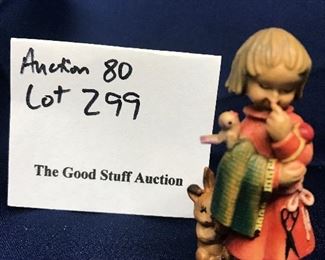 Auction 80
Lot 299
The Good Stuff Auction